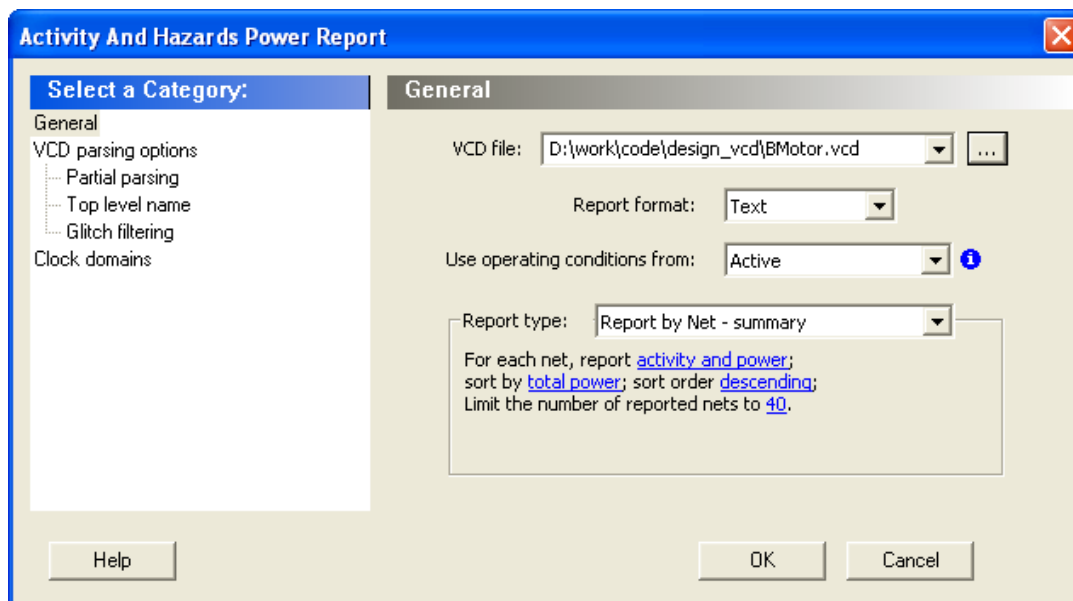 Activity And Hazards Power Report
Select a Category:
General
VCD parsing options
Partial parsing
Top level name
Glitch filtering
Clock domains
General
VCD file: D:\work\code\design_vcd\BMotor.vcd ...
Report format: Text
Use operating conditions from: Active
Report type: Report by Net - summary
For each net, report activity and power;
sort by total power; sort order descending;
Limit the number of reported nets to 40.
Help OK Cancel